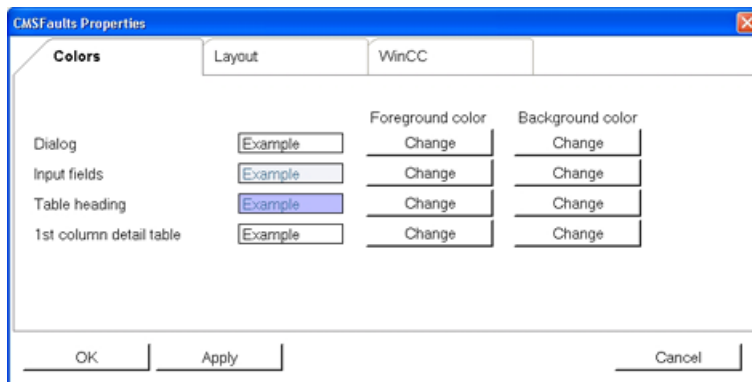 CMSFaults Properties
Colors Layout WinCC
Foreground color Background color
Dialog Example Change Change
Input fields Example Change Change
Table heading Example Change Change
1st column detail table Example Change Change
OK Apply Cancel